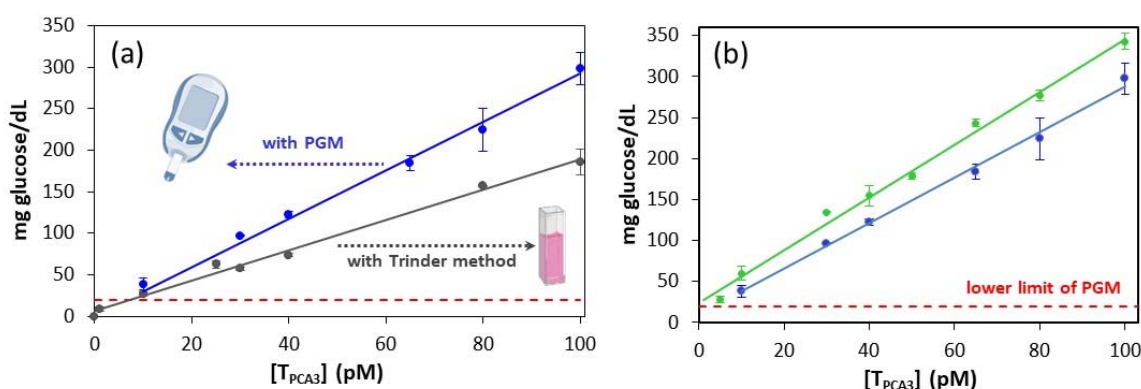 (a)
mg glucose/dL
350
300
250
200
150
100
50
0
with PGM
with Trinder method
0 20 40 60 80 100
[T_PCA3] (pM)
(b)
mg glucose/dL
350
300
250
200
150
100
50
0
lower limit of PGM
0 20 40 60 80 100
[T_PCA3] (pM)